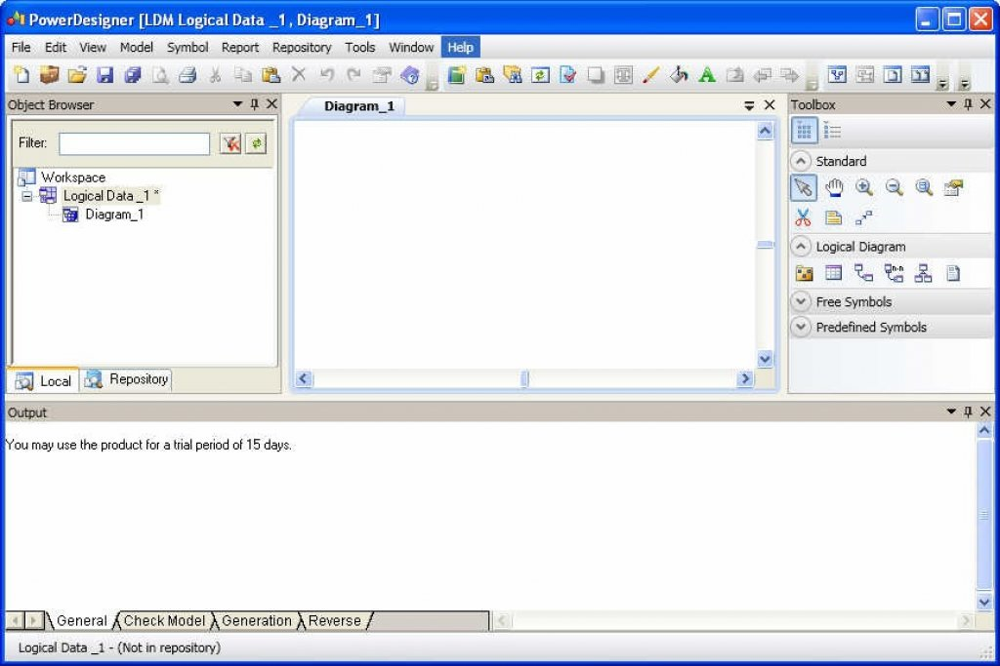 PowerDesigner [LDM Logical Data _1 , Diagram_1]
File Edit View Model Symbol Report Repository Tools Window Help
Object Browser
Diagram_1
Toolbox
Filter:
Workspace
Logical Data _1 *
Diagram_1
Standard
Logical Diagram
Free Symbols
Predefined Symbols
Local Repository
Output
You may use the product for a trial period of 15 days.
General Check Model Generation Reverse
Logical Data _1 - (Not in repository)